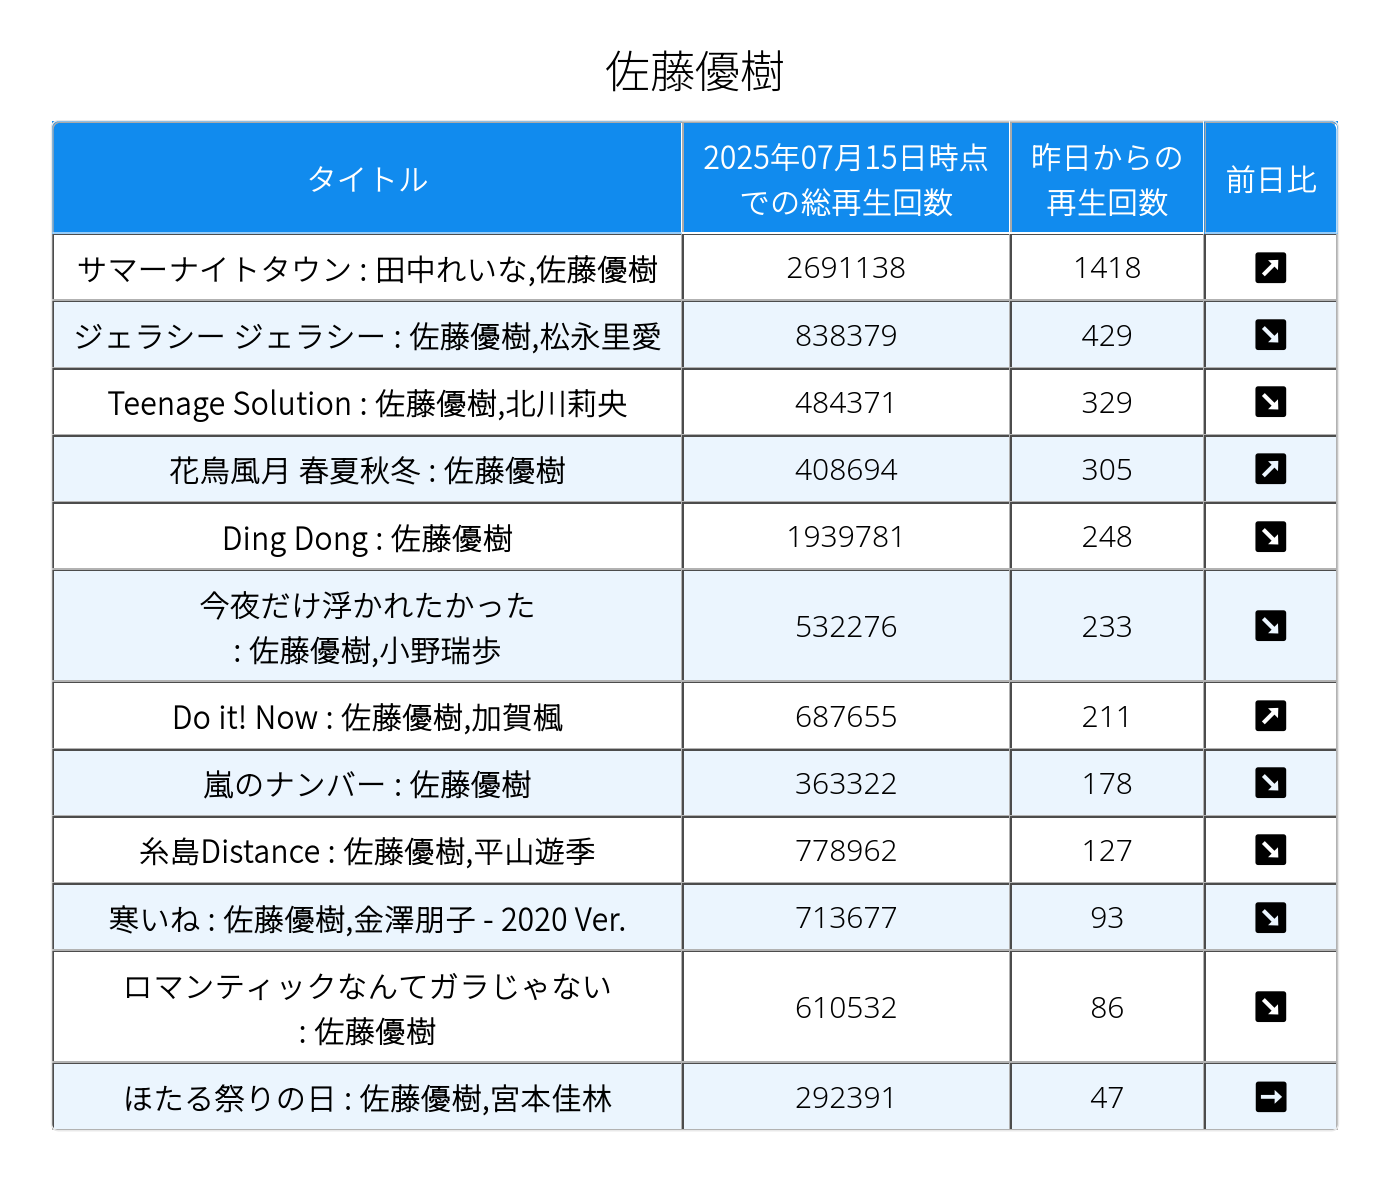 佐藤優樹
タイトル
2025年07月15日時点
での総再生回数
昨日からの
再生回数
前日比
サマーナイトタウン : 田中れいな,佐藤優樹
2691138
1418
ジェラシー ジェラシー : 佐藤優樹,松永里愛
838379
429
Teenage Solution : 佐藤優樹,北川莉央
484371
329
花鳥風月 春夏秋冬 : 佐藤優樹
408694
305
Ding Dong : 佐藤優樹
1939781
248
今夜だけ浮かれたかった
: 佐藤優樹,小野瑞歩
532276
233
Do it! Now : 佐藤優樹,加賀楓
687655
211
嵐のナンバー : 佐藤優樹
363322
178
糸島Distance : 佐藤優樹,平山遊季
778962
127
寒いね : 佐藤優樹,金澤朋子 - 2020 Ver.
713677
93
ロマンティックなんてガラじゃない
: 佐藤優樹
610532
86
ほたる祭りの日 : 佐藤優樹,宮本佳林
292391
47